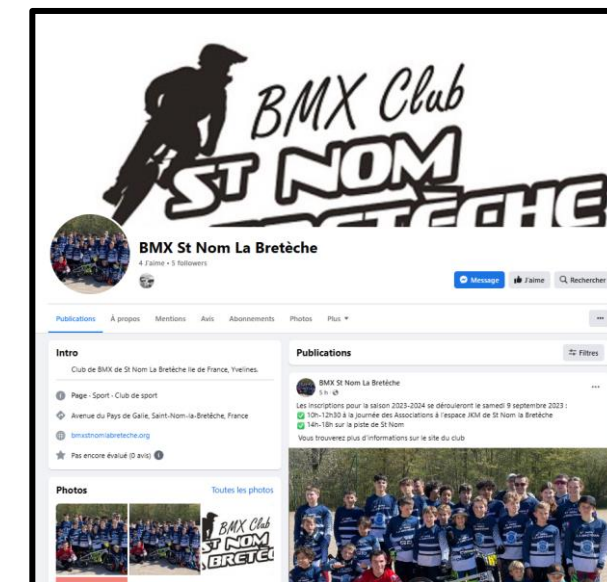 BMX Club
ST NOM
BRETÈCHE
BMX St Nom La Bretèche
4 J'aime • 5 followers
Message
J'aime
Rechercher
Publications
À propos
Mentions
Avis
Abonnements
Photos
Plus
Intro
Club de BMX de St Nom La Bretèche Ile de France, Yvelines.
Page · Sport · Club de sport
Avenue du Pays de Galie, Saint-Nom-la-Bretèche, France
bmxstnomlabreteche.org
Pas encore évalué (0 avis)
Photos
Toutes les photos
BMX Club
ST NOM
BRETEC
Publications
Filtres
BMX St Nom La Bretèche
5 h
Les inscriptions pour la saison 2023-2024 se dérouleront le samedi 9 septembre 2023 :
10h-12h30 à la journée des Associations à l'espace JKM de St Nom la Bretèche
14h-18h sur la piste de St Nom
Vous trouverez plus d'informations sur le site du club